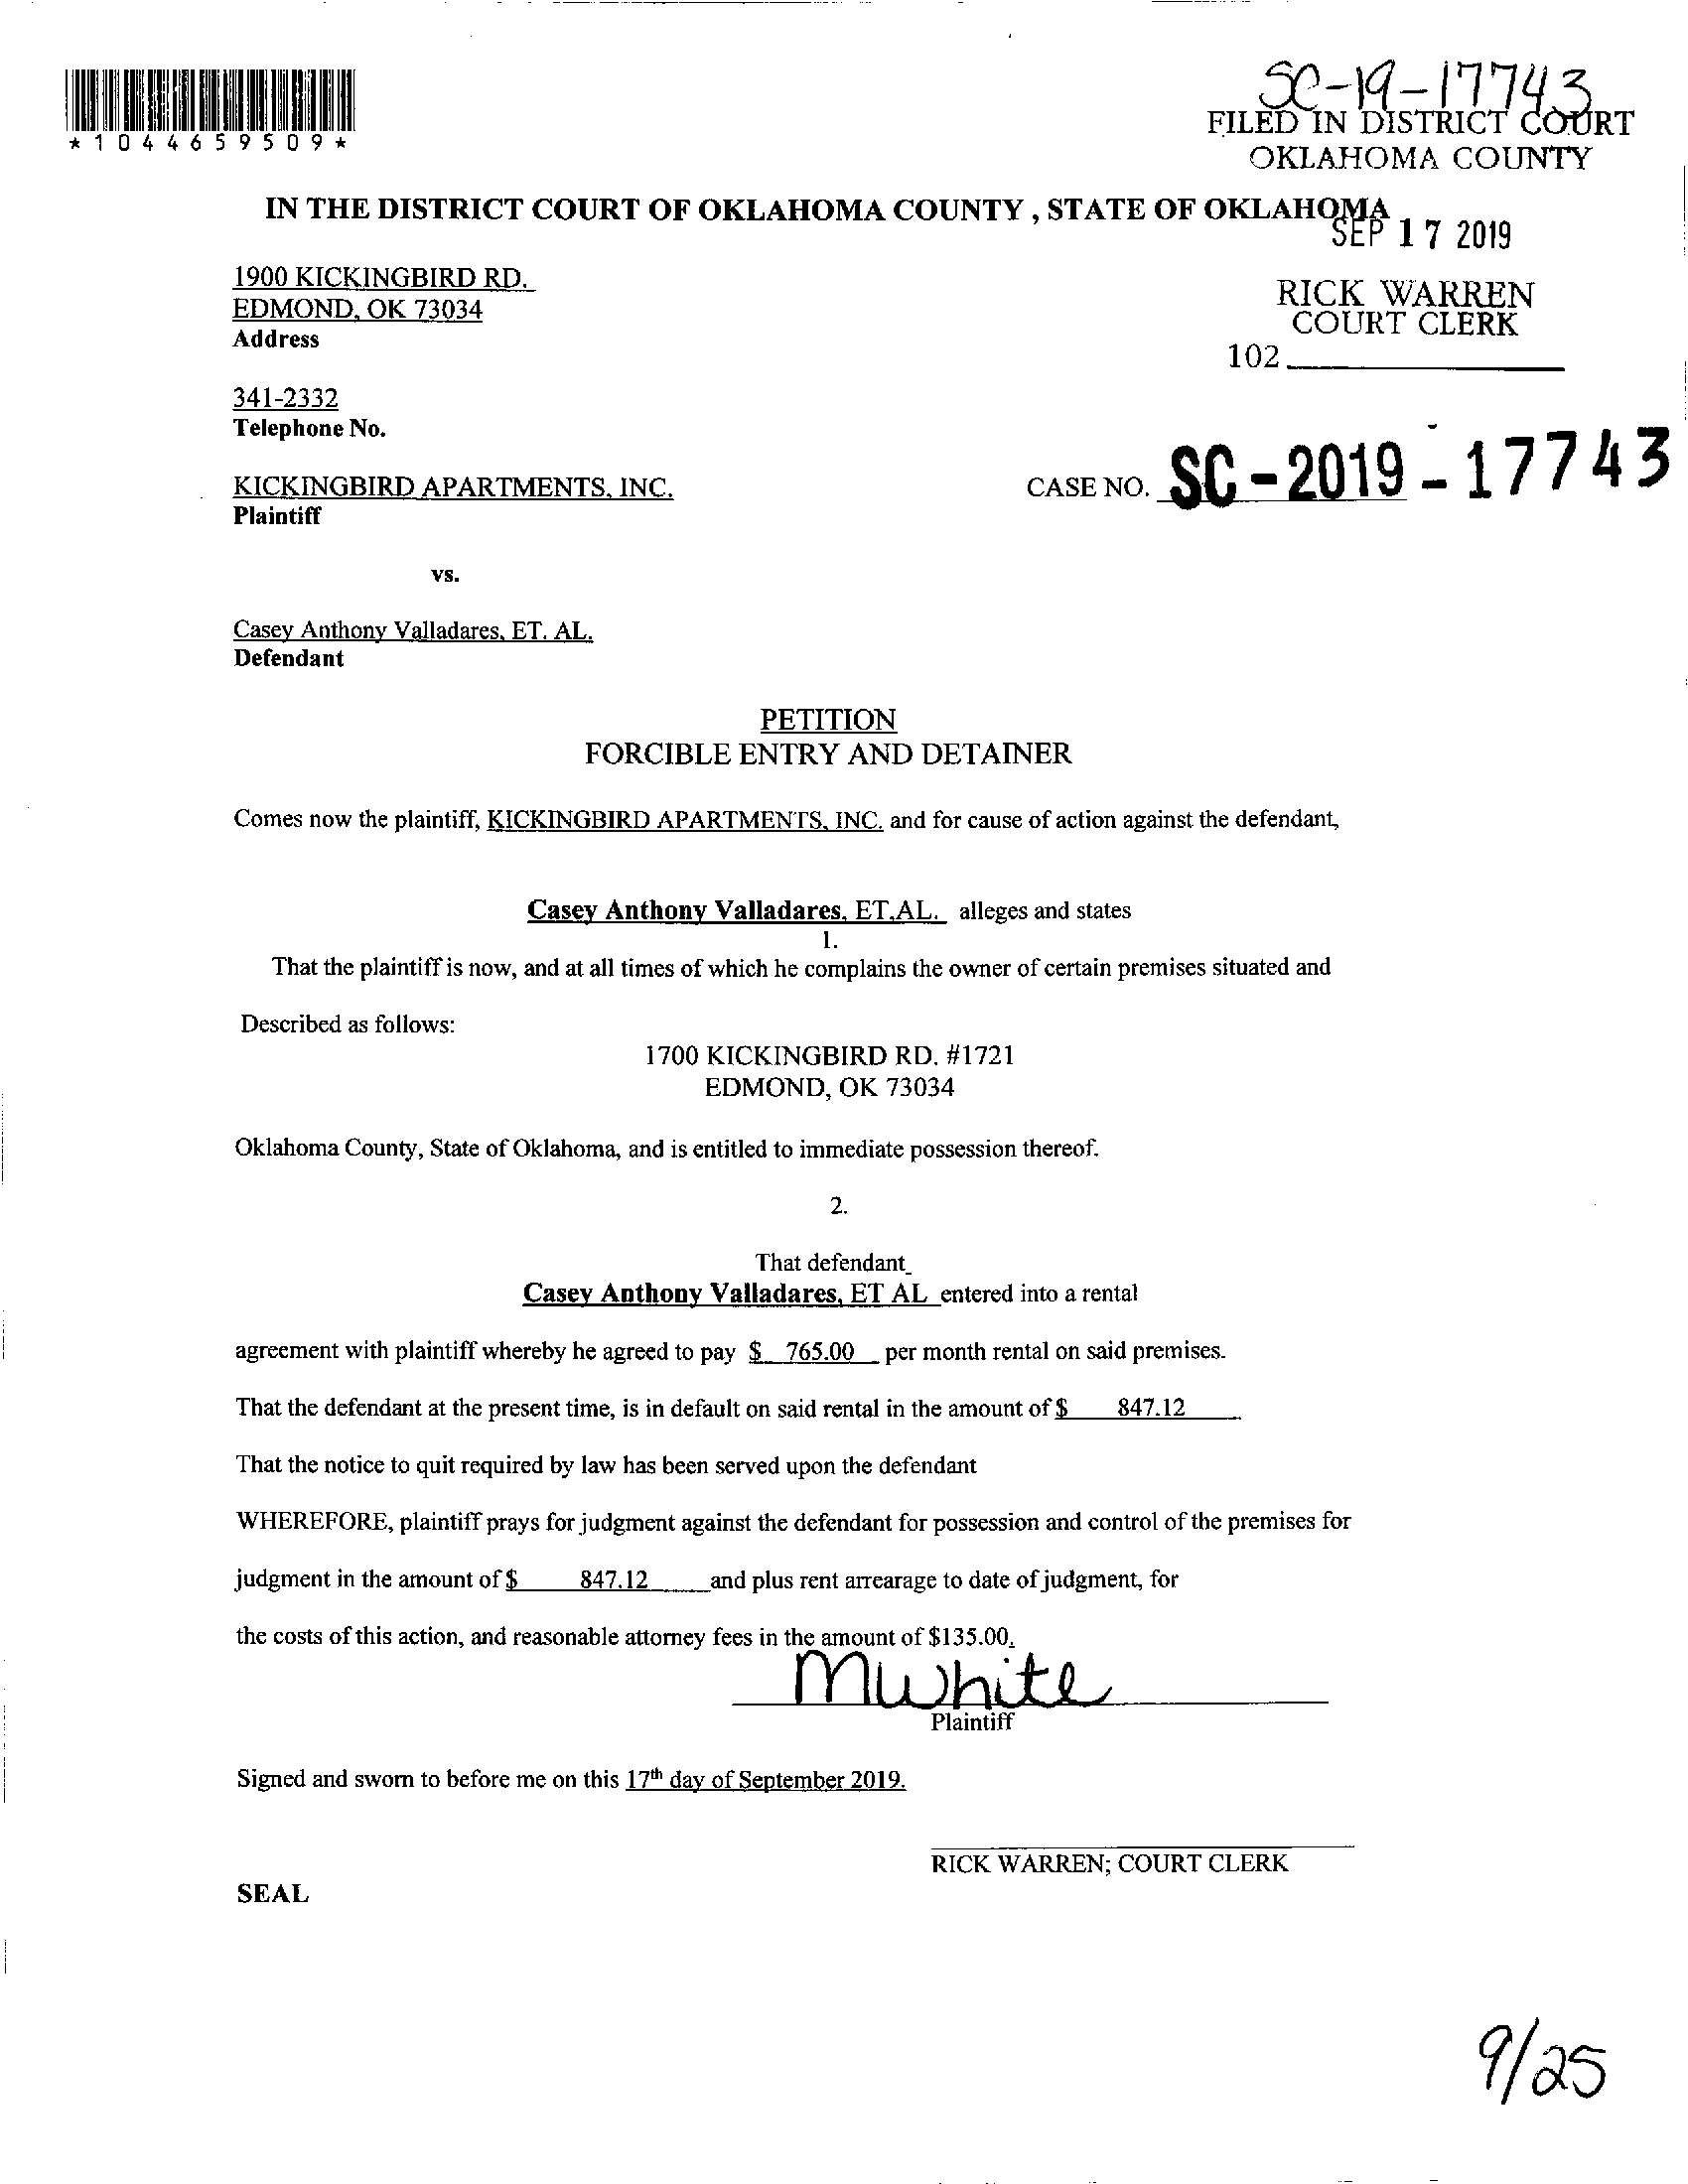 SC-19-17743
FILED IN DISTRICT COURT
OKLAHOMA COUNTY
*1044659509*
IN THE DISTRICT COURT OF OKLAHOMA COUNTY , STATE OF OKLAHOMA
SEP 17 2019
1900 KICKINGBIRD RD.
EDMOND, OK 73034
Address
RICK WARREN
COURT CLERK
102
341-2332
Telephone No.
KICKINGBIRD APARTMENTS, INC.
Plaintiff
CASE NO. SC-2019-17743
vs.
Casey Anthony Valladares, ET. AL.
Defendant
PETITION
FORCIBLE ENTRY AND DETAINER
Comes now the plaintiff, KICKINGBIRD APARTMENTS, INC. and for cause of action against the defendant,
Casey Anthony Valladares, ET.AL. alleges and states
1.
That the plaintiff is now, and at all times of which he complains the owner of certain premises situated and
Described as follows:
1700 KICKINGBIRD RD. #1721
EDMOND, OK 73034
Oklahoma County, State of Oklahoma, and is entitled to immediate possession thereof.
2.
That defendant
Casey Anthony Valladares, ET AL entered into a rental
agreement with plaintiff whereby he agreed to pay $ 765.00 per month rental on said premises.
That the defendant at the present time, is in default on said rental in the amount of $ 847.12
That the notice to quit required by law has been served upon the defendant
WHEREFORE, plaintiff prays for judgment against the defendant for possession and control of the premises for
judgment in the amount of $ 847.12 and plus rent arrearage to date of judgment, for
the costs of this action, and reasonable attorney fees in the amount of $135.00.
MWhite
Plaintiff
Signed and sworn to before me on this 17th day of September 2019.
RICK WARREN; COURT CLERK
SEAL
9/25